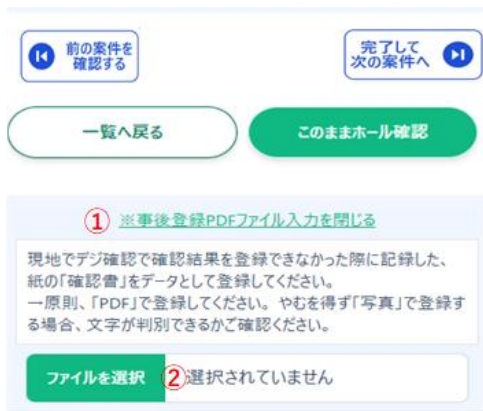 前の案件を
確認する
完了して
次の案件へ
一覧へ戻る
このままホール確認
① ※事後登録PDFファイル入力を閉じる
現地でデジ確認で確認結果を登録できなかった際に記録した、
紙の「確認書」をデータとして登録してください。
→原則、「PDF」で登録してください。やむを得ず「写真」で登録す
る場合、文字が判別できるかご確認ください。
ファイルを選択 ②選択されていません